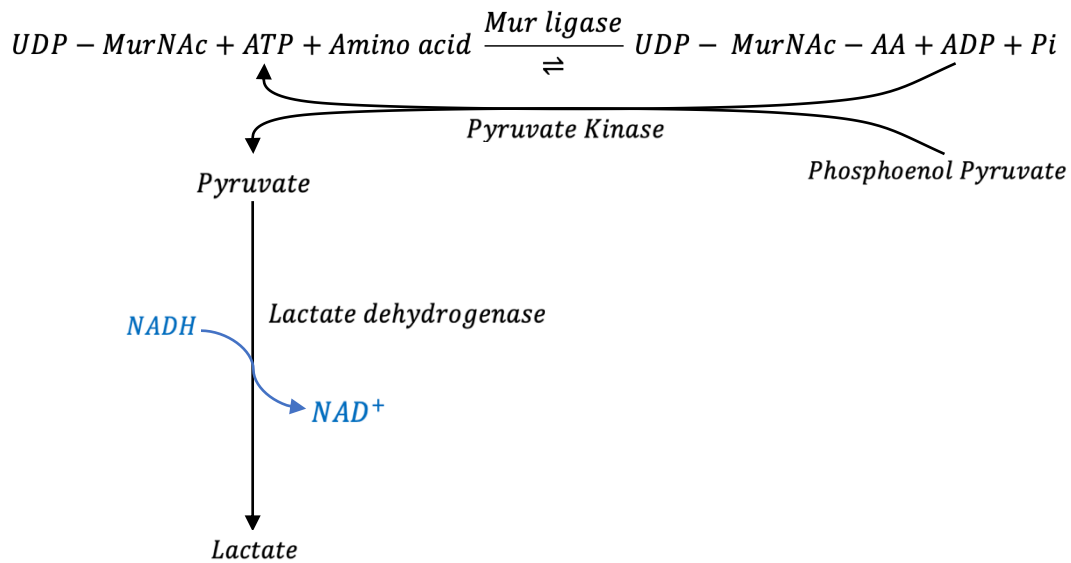 UDP − MurNAc + ATP + Amino acid Mur ligase ⇌ UDP − MurNAc − AA + ADP + Pi
Pyruvate Kinase
Phosphoenol Pyruvate
Pyruvate
Lactate dehydrogenase
NADH
NAD⁺
Lactate